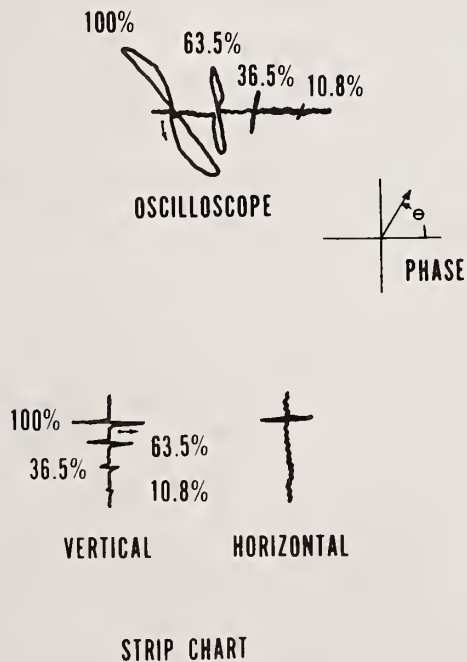 100%
63.5%
36.5%
10.8%
OSCILLOSCOPE
Θ
PHASE
100%
63.5%
36.5%
10.8%
VERTICAL
HORIZONTAL
STRIP CHART